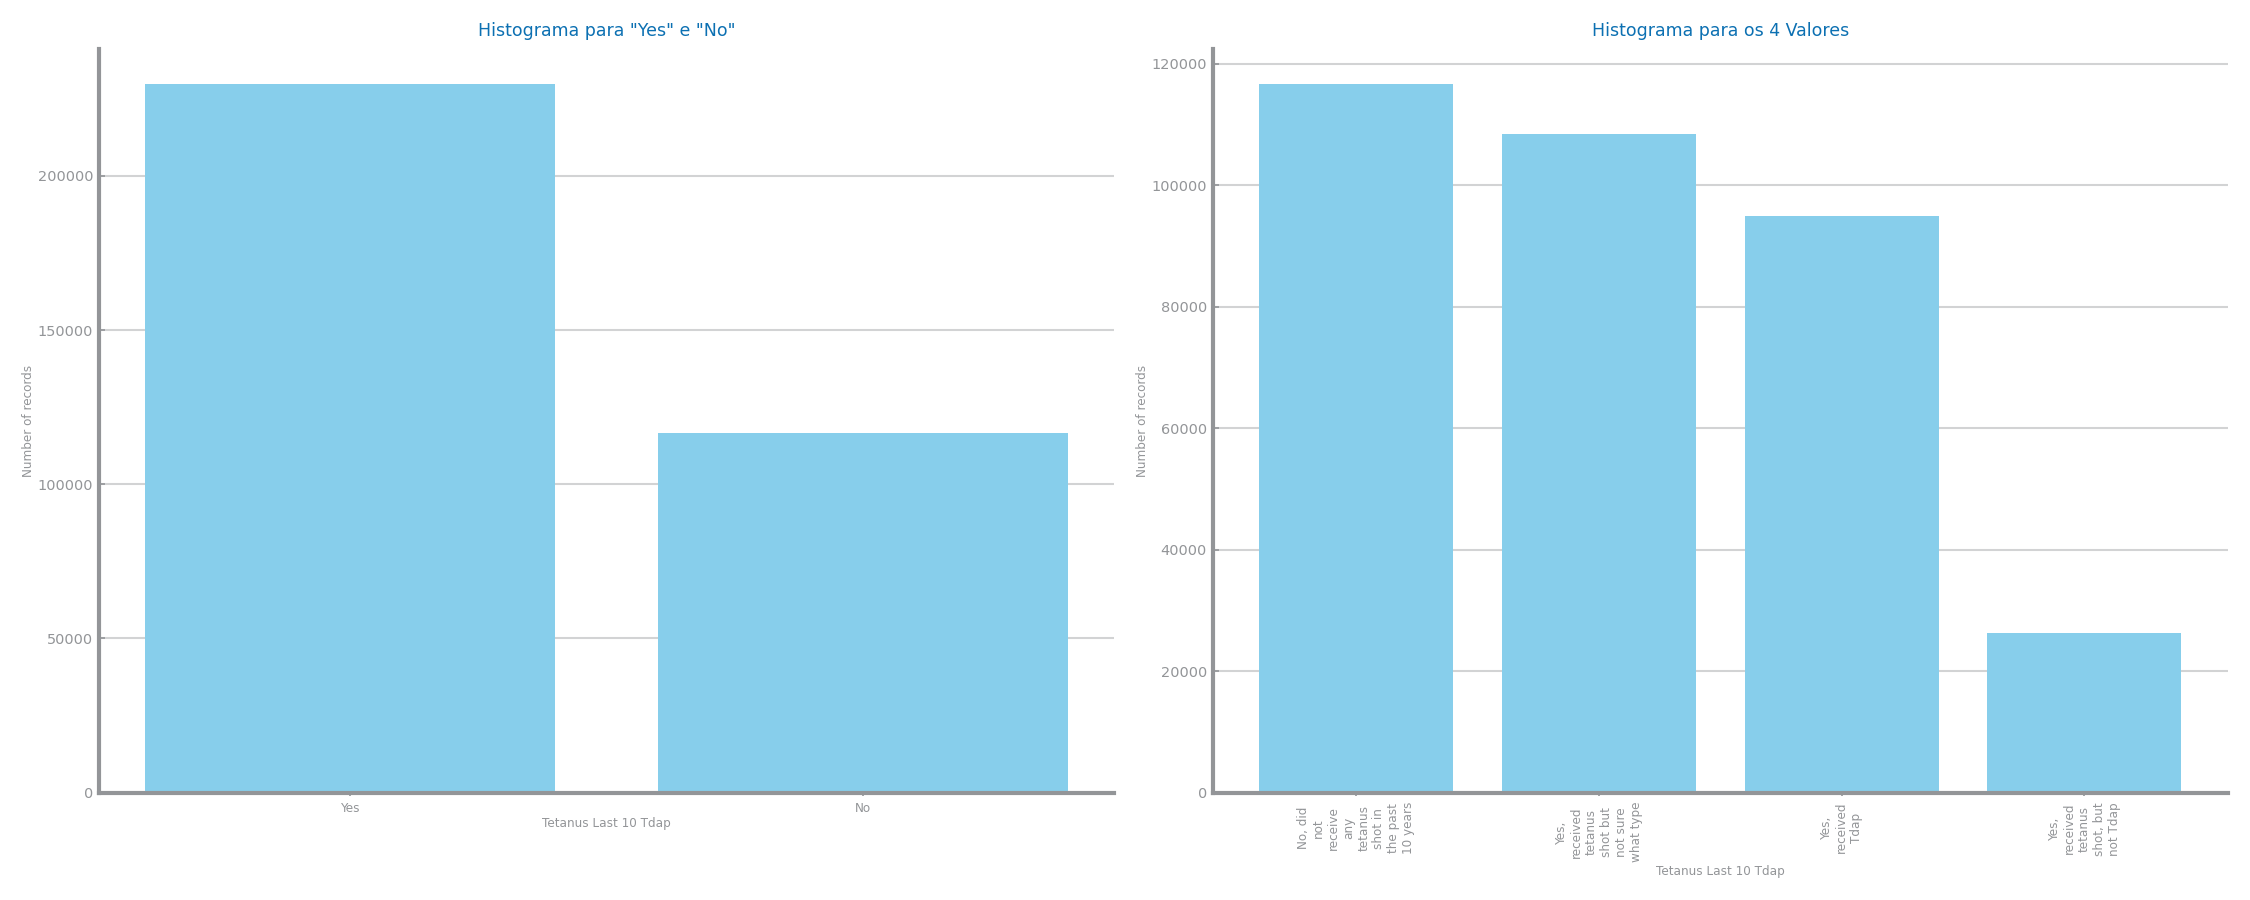 Histograma para "Yes" e "No"
200000
150000
100000
50000
0
Number of records
Yes
No
Tetanus Last 10 Tdap
Histograma para os 4 Valores
120000
100000
80000
60000
40000
20000
0
Number of records
No, did
not
receive
any
tetanus
shot in
the past
10 years
Yes,
received
tetanus
shot but
not sure
what type
Yes,
received
Tdap
Yes,
received
tetanus
shot, but
not Tdap
Tetanus Last 10 Tdap